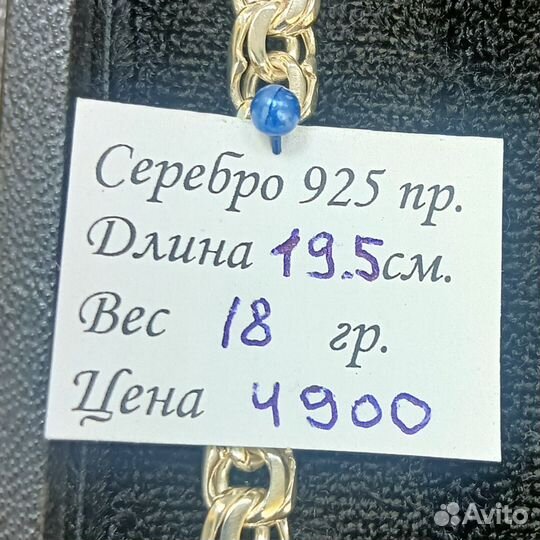 Серебро 925 пр.
Длина 19.5см.
Вес 18 гр.
Цена 4900
Avito